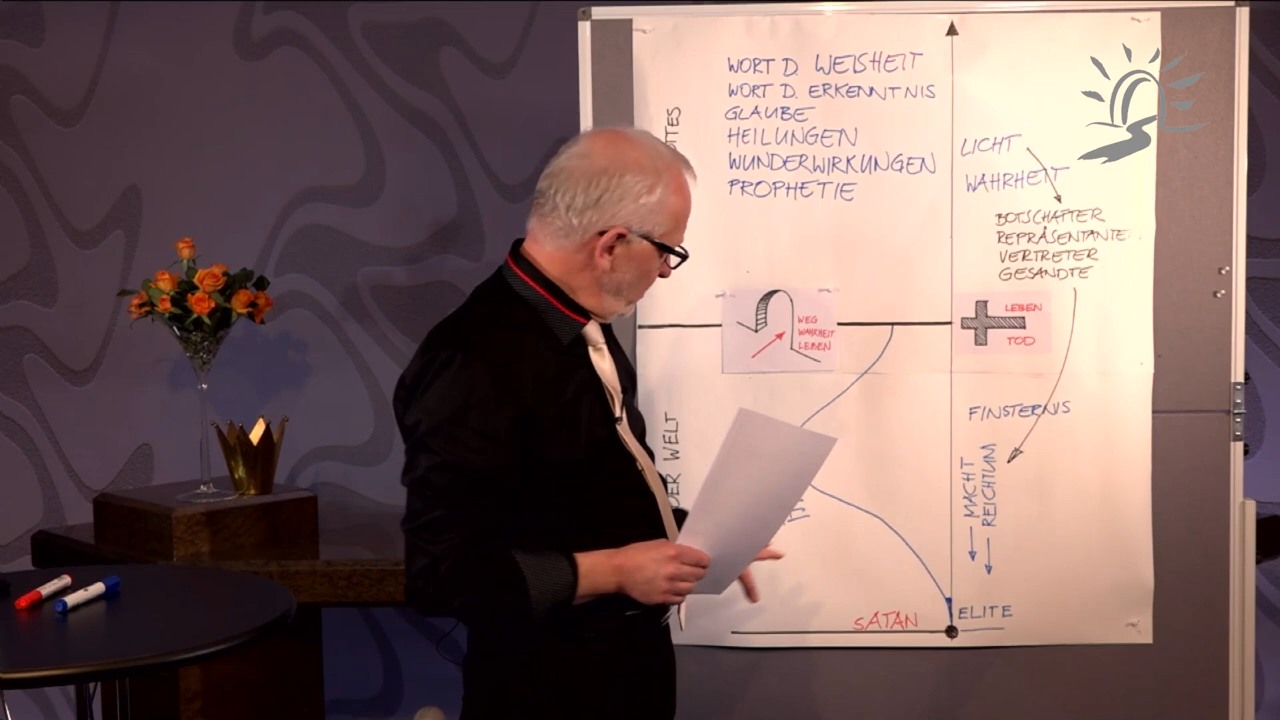 WORT D. WEISHEIT
WORT D. ERKENNTNIS
GLAUBE
HEILUNGEN
WUNDERWIRKUNGEN
PROPHETIE
LICHT
WAHRHEIT
BOTSCHAFTER
REPRÄSENTANTEN
VERTRETER
GESANDTE
WEG
WAHRHEIT
LEBEN
LEBEN
TOD
DER WELT
FINSTERNIS
MACHT
REICHTUM
SATAN
ELITE